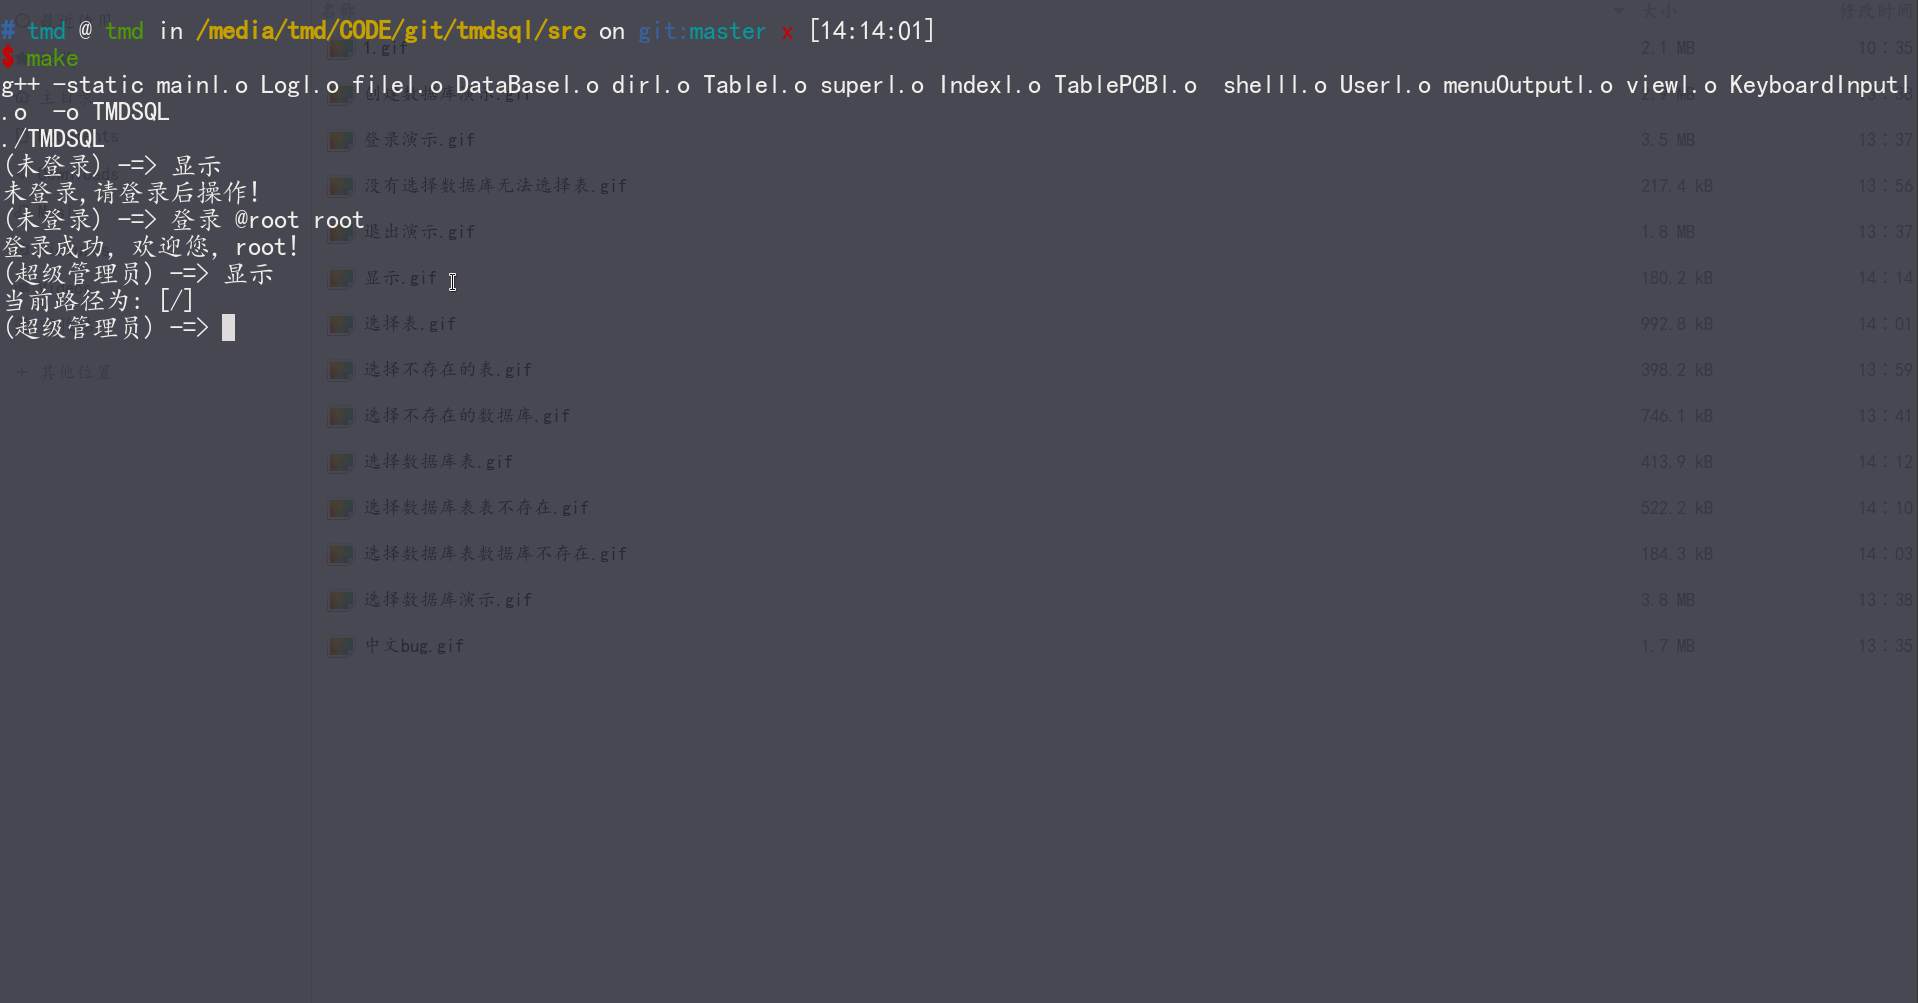 # tmd @ tmd in /media/tmd/CODE/git/tmdsql/src on git:master x [14:14:01]
$ make
g++ -static mainl.o Logl.o filel.o DataBasel.o dirl.o Tablel.o superl.o Indexl.o TablePCBl.o  shelll.o Userl.o menuOutputl.o viewl.o KeyboardInputl
.o  -o TMDSQL
./TMDSQL
(未登录) -=> 显示
未登录,请登录后操作!
(未登录) -=> 登录 @root root
登录成功, 欢迎您, root!
(超级管理员) -=> 显示
当前路径为: [/]
(超级管理员) -=>
+ 其他位置
名称 大小 修改时间
1.gif 2.1 MB 10:35
创建数据库演示.gif
登录演示.gif 3.5 MB 13:37
没有选择数据库无法选择表.gif 217.4 kB 13:56
退出演示.gif 1.8 MB 13:37
显示.gif 180.2 kB 14:14
选择表.gif 992.8 kB 14:01
选择不存在的表.gif 398.2 kB 13:59
选择不存在的数据库.gif 746.1 kB 13:41
选择数据库表.gif 413.9 kB 14:12
选择数据库表表不存在.gif 522.2 kB 14:10
选择数据库表数据库不存在.gif 184.3 kB 14:03
选择数据库演示.gif 3.8 MB 13:38
中文bug.gif 1.7 MB 13:35